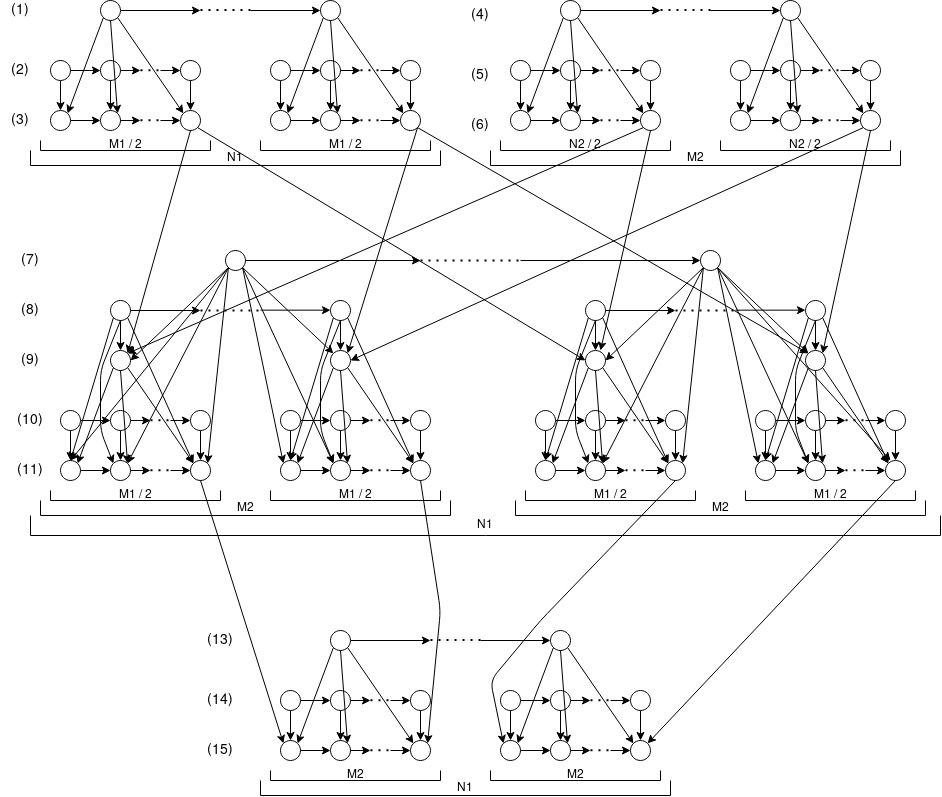 (1) (4)
(2) (5)
(3) (6)
M1 / 2 M1 / 2 N2 / 2 N2 / 2
N1 M2
(7)
(8)
(9)
(10)
(11)
M1 / 2 M1 / 2 M1 / 2 M1 / 2
M2 M2
N1
(13)
(14)
(15)
M2 M2
N1